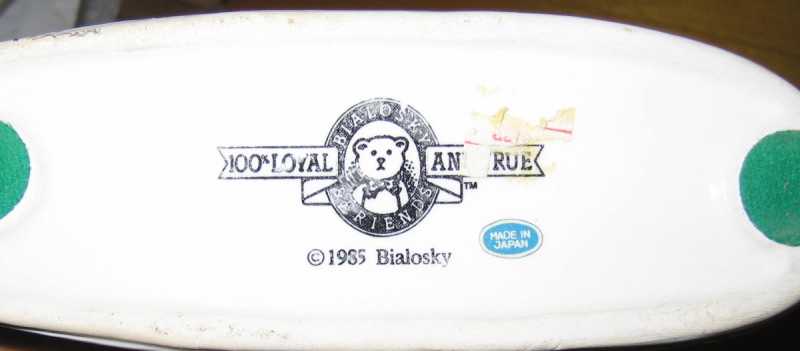 BIALOSKY
100% LOYAL AN RUE
& FRIENDS
TM
© 1985 Bialosky
MADE IN
JAPAN